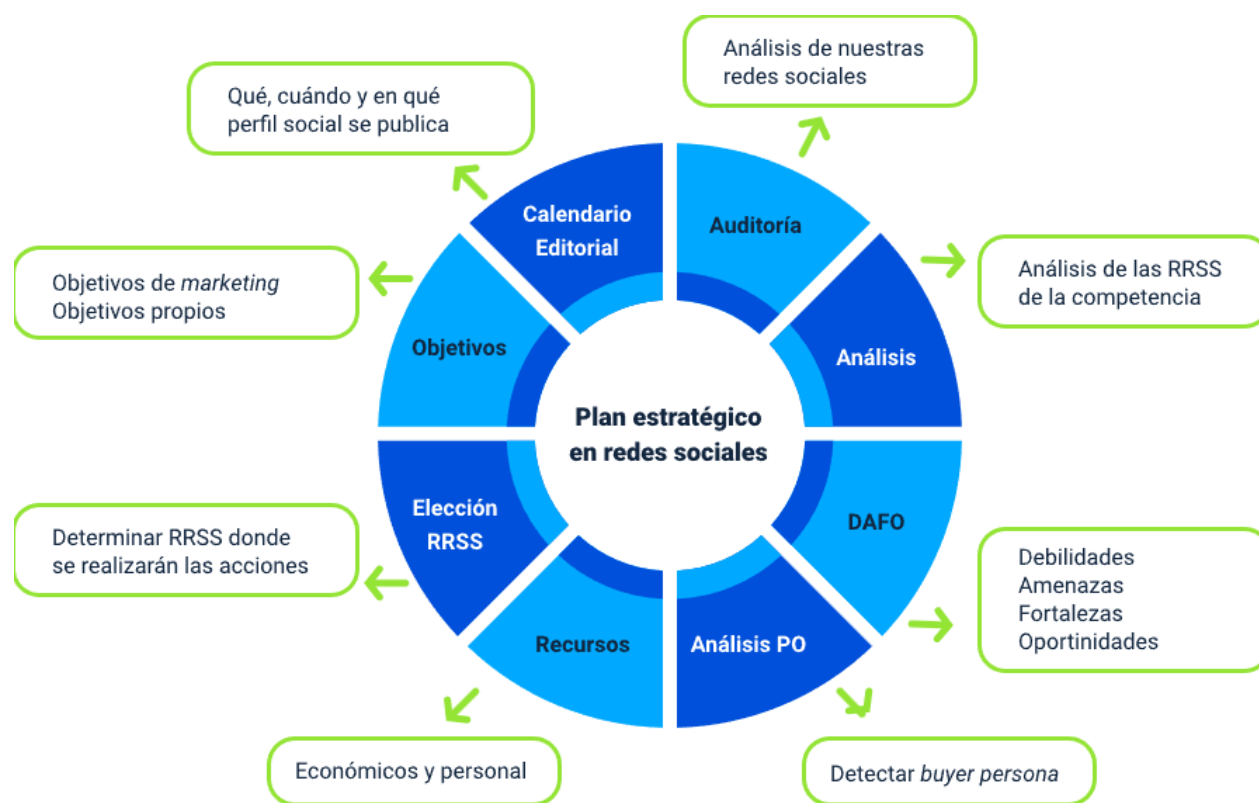 Análisis de nuestras
redes sociales
Qué, cuándo y en qué
perfil social se publica
Calendario
Editorial
Auditoría
Objetivos de marketing
Objetivos propios
Análisis de las RRSS
de la competencia
Objetivos
Análisis
Plan estratégico
en redes sociales
Elección
RRSS
DAFO
Determinar RRSS donde
se realizarán las acciones
Debilidades
Amenazas
Fortalezas
Oportinidades
Recursos
Análisis PO
Económicos y personal
Detectar buyer persona